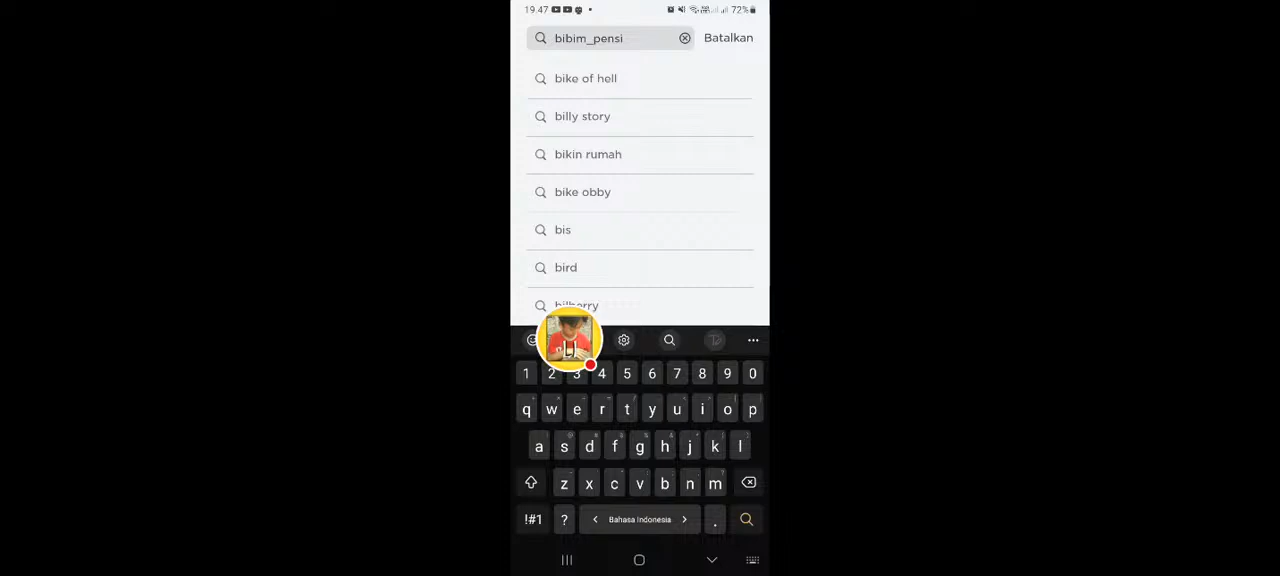 19.47 72%
bibim_pensi Batalkan
bike of hell
billy story
bikin rumah
bike obby
bis
bird
bilberry
1 2 3 4 5 6 7 8 9 0
q w e r t y u i o p
a s d f g h j k l
z x c v b n m
!#1 ? < Bahasa Indonesia > .